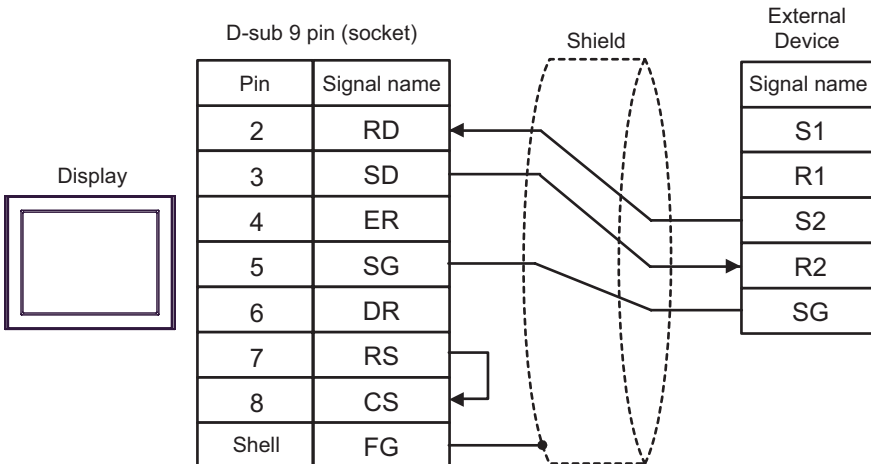 D-sub 9 pin (socket)
Shield
External
Device
Display
Pin Signal name
2 RD
3 SD
4 ER
5 SG
6 DR
7 RS
8 CS
Shell FG
Signal name
S1
R1
S2
R2
SG